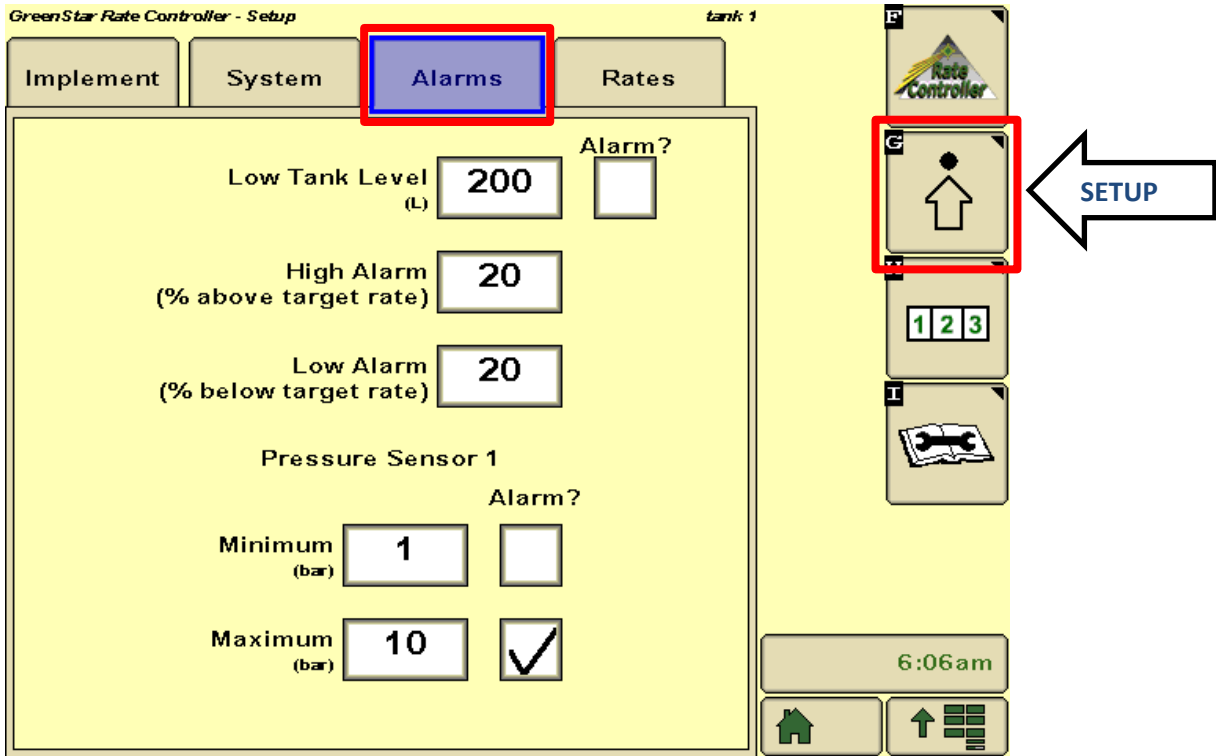 GreenStar Rate Controller - Setup tank 1
Implement System Alarms Rates
Alarm?
Low Tank Level 200
(L)
High Alarm 20
(% above target rate)
Low Alarm 20
(% below target rate)
Pressure Sensor 1
Alarm?
Minimum 1
(bar)
Maximum 10
(bar)
F
Rate
Controller
G
SETUP
H
1 2 3
I
6:06am